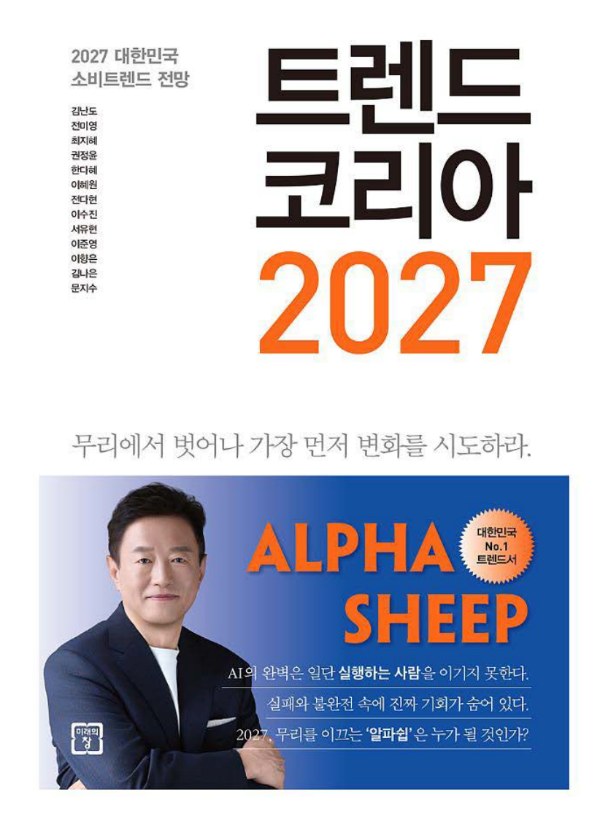 2027 대한민국
소비트렌드 전망
김난도
전미영
최지혜
권정윤
한다혜
이혜원
전다현
이수진
서유현
이준영
이향은
김나은
문지수
트렌드
코리아
2027
무리에서 벗어나 가장 먼저 변화를 시도하라.
ALPHA
SHEEP
대한민국
No.1
트렌드서
AI의 완벽은 일단 실행하는 사람을 이기지 못한다.
실패와 불완전 속에 진짜 기회가 숨어 있다.
2027, 무리를 이끄는 ‘알파쉽’은 누가 될 것인가?
미래의
창